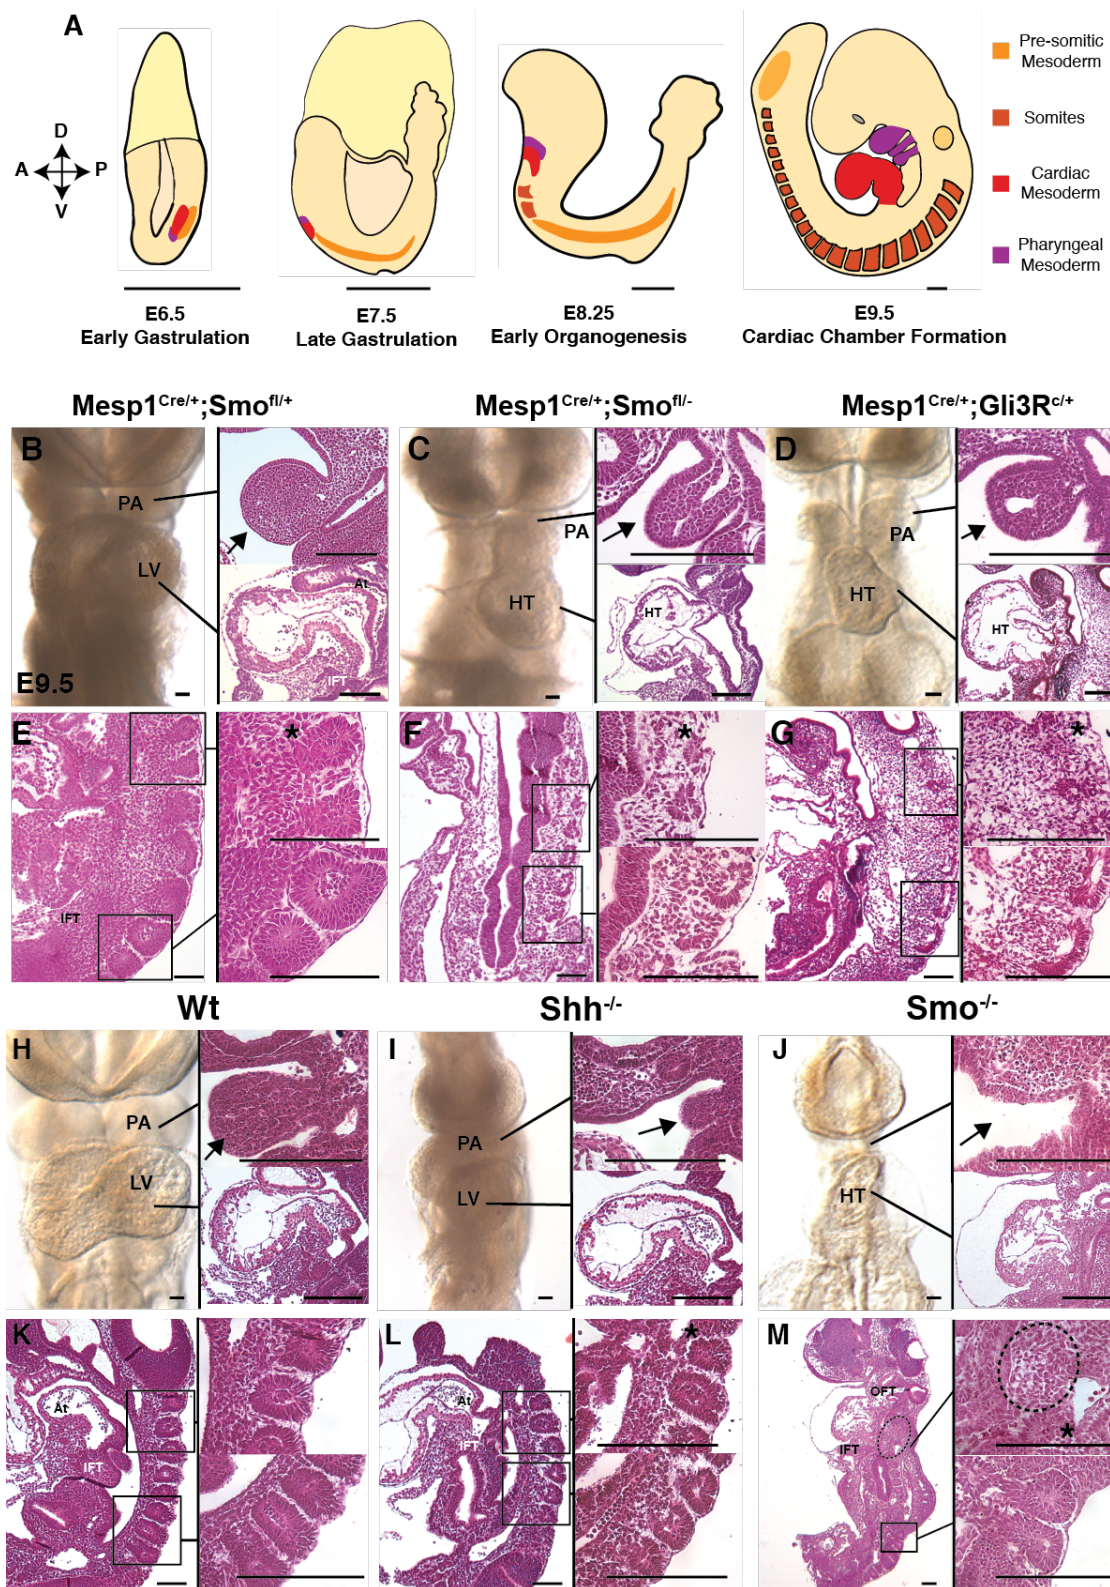 A
D
A P
V
E6.5
Early Gastrulation
E7.5
Late Gastrulation
E8.25
Early Organogenesis
E9.5
Cardiac Chamber Formation
Pre-somitic
Mesoderm
Somites
Cardiac
Mesoderm
Pharyngeal
Mesoderm
Mesp1Cre/+;Smofl/+
Mesp1Cre/+;Smofl/-
Mesp1Cre/+;Gli3Rc/+
B
PA
LV
E9.5
At
IFT
C
PA
HT
HT
D
PA
HT
HT
E
IFT
*
F
*
G
*
Wt
Shh-/-
Smo-/-
H
PA
LV
I
PA
LV
J
HT
K
At
IFT
L
At
IFT
*
M
OFT
IFT
*